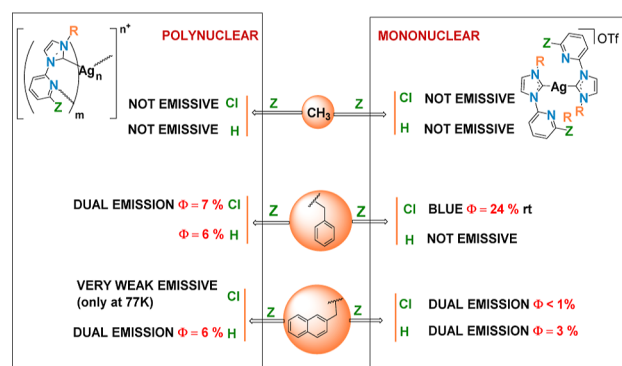 POLYNUCLEAR
R
N
N
Ag n
n+
N
Z
m
NOT EMISSIVE Cl
NOT EMISSIVE H
Z
CH3
Z
MONONUCLEAR
Cl NOT EMISSIVE
H NOT EMISSIVE
OTf
Z
N
R
N
N
Ag
N
N
R
N
Z
DUAL EMISSION Φ = 7 % Cl
Φ = 6 % H
Z
Z
Cl BLUE Φ = 24 % rt
H NOT EMISSIVE
VERY WEAK EMISSIVE
(only at 77K)
Cl
DUAL EMISSION Φ = 6 % H
Z
Z
Cl DUAL EMISSION Φ < 1%
H DUAL EMISSION Φ = 3 %